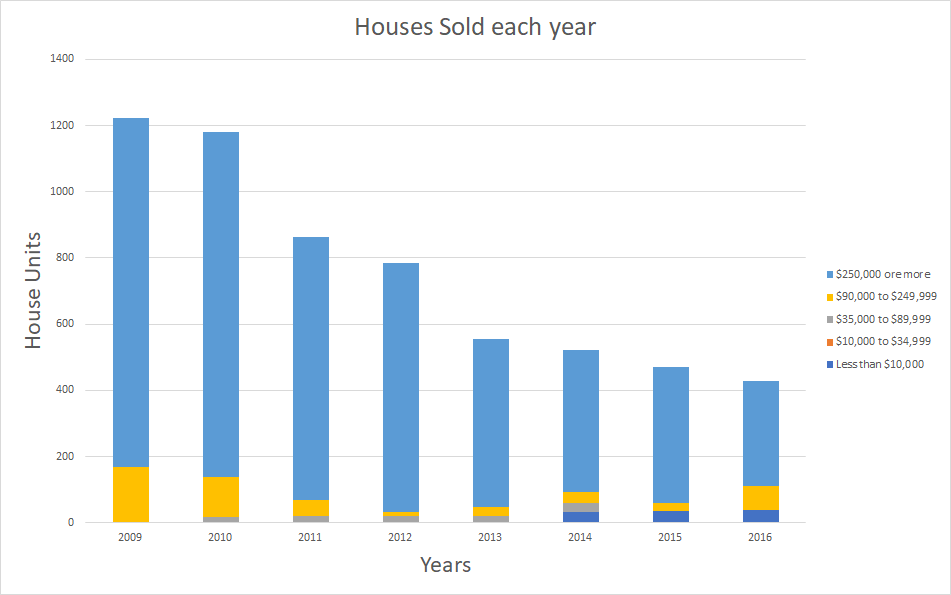 Houses Sold each year
1400
1200
1000
800
600
400
200
0
House Units
2009 2010 2011 2012 2013 2014 2015 2016
Years
$250,000 ore more
$90,000 to $249,999
$35,000 to $89,999
$10,000 to $34,999
Less than $10,000